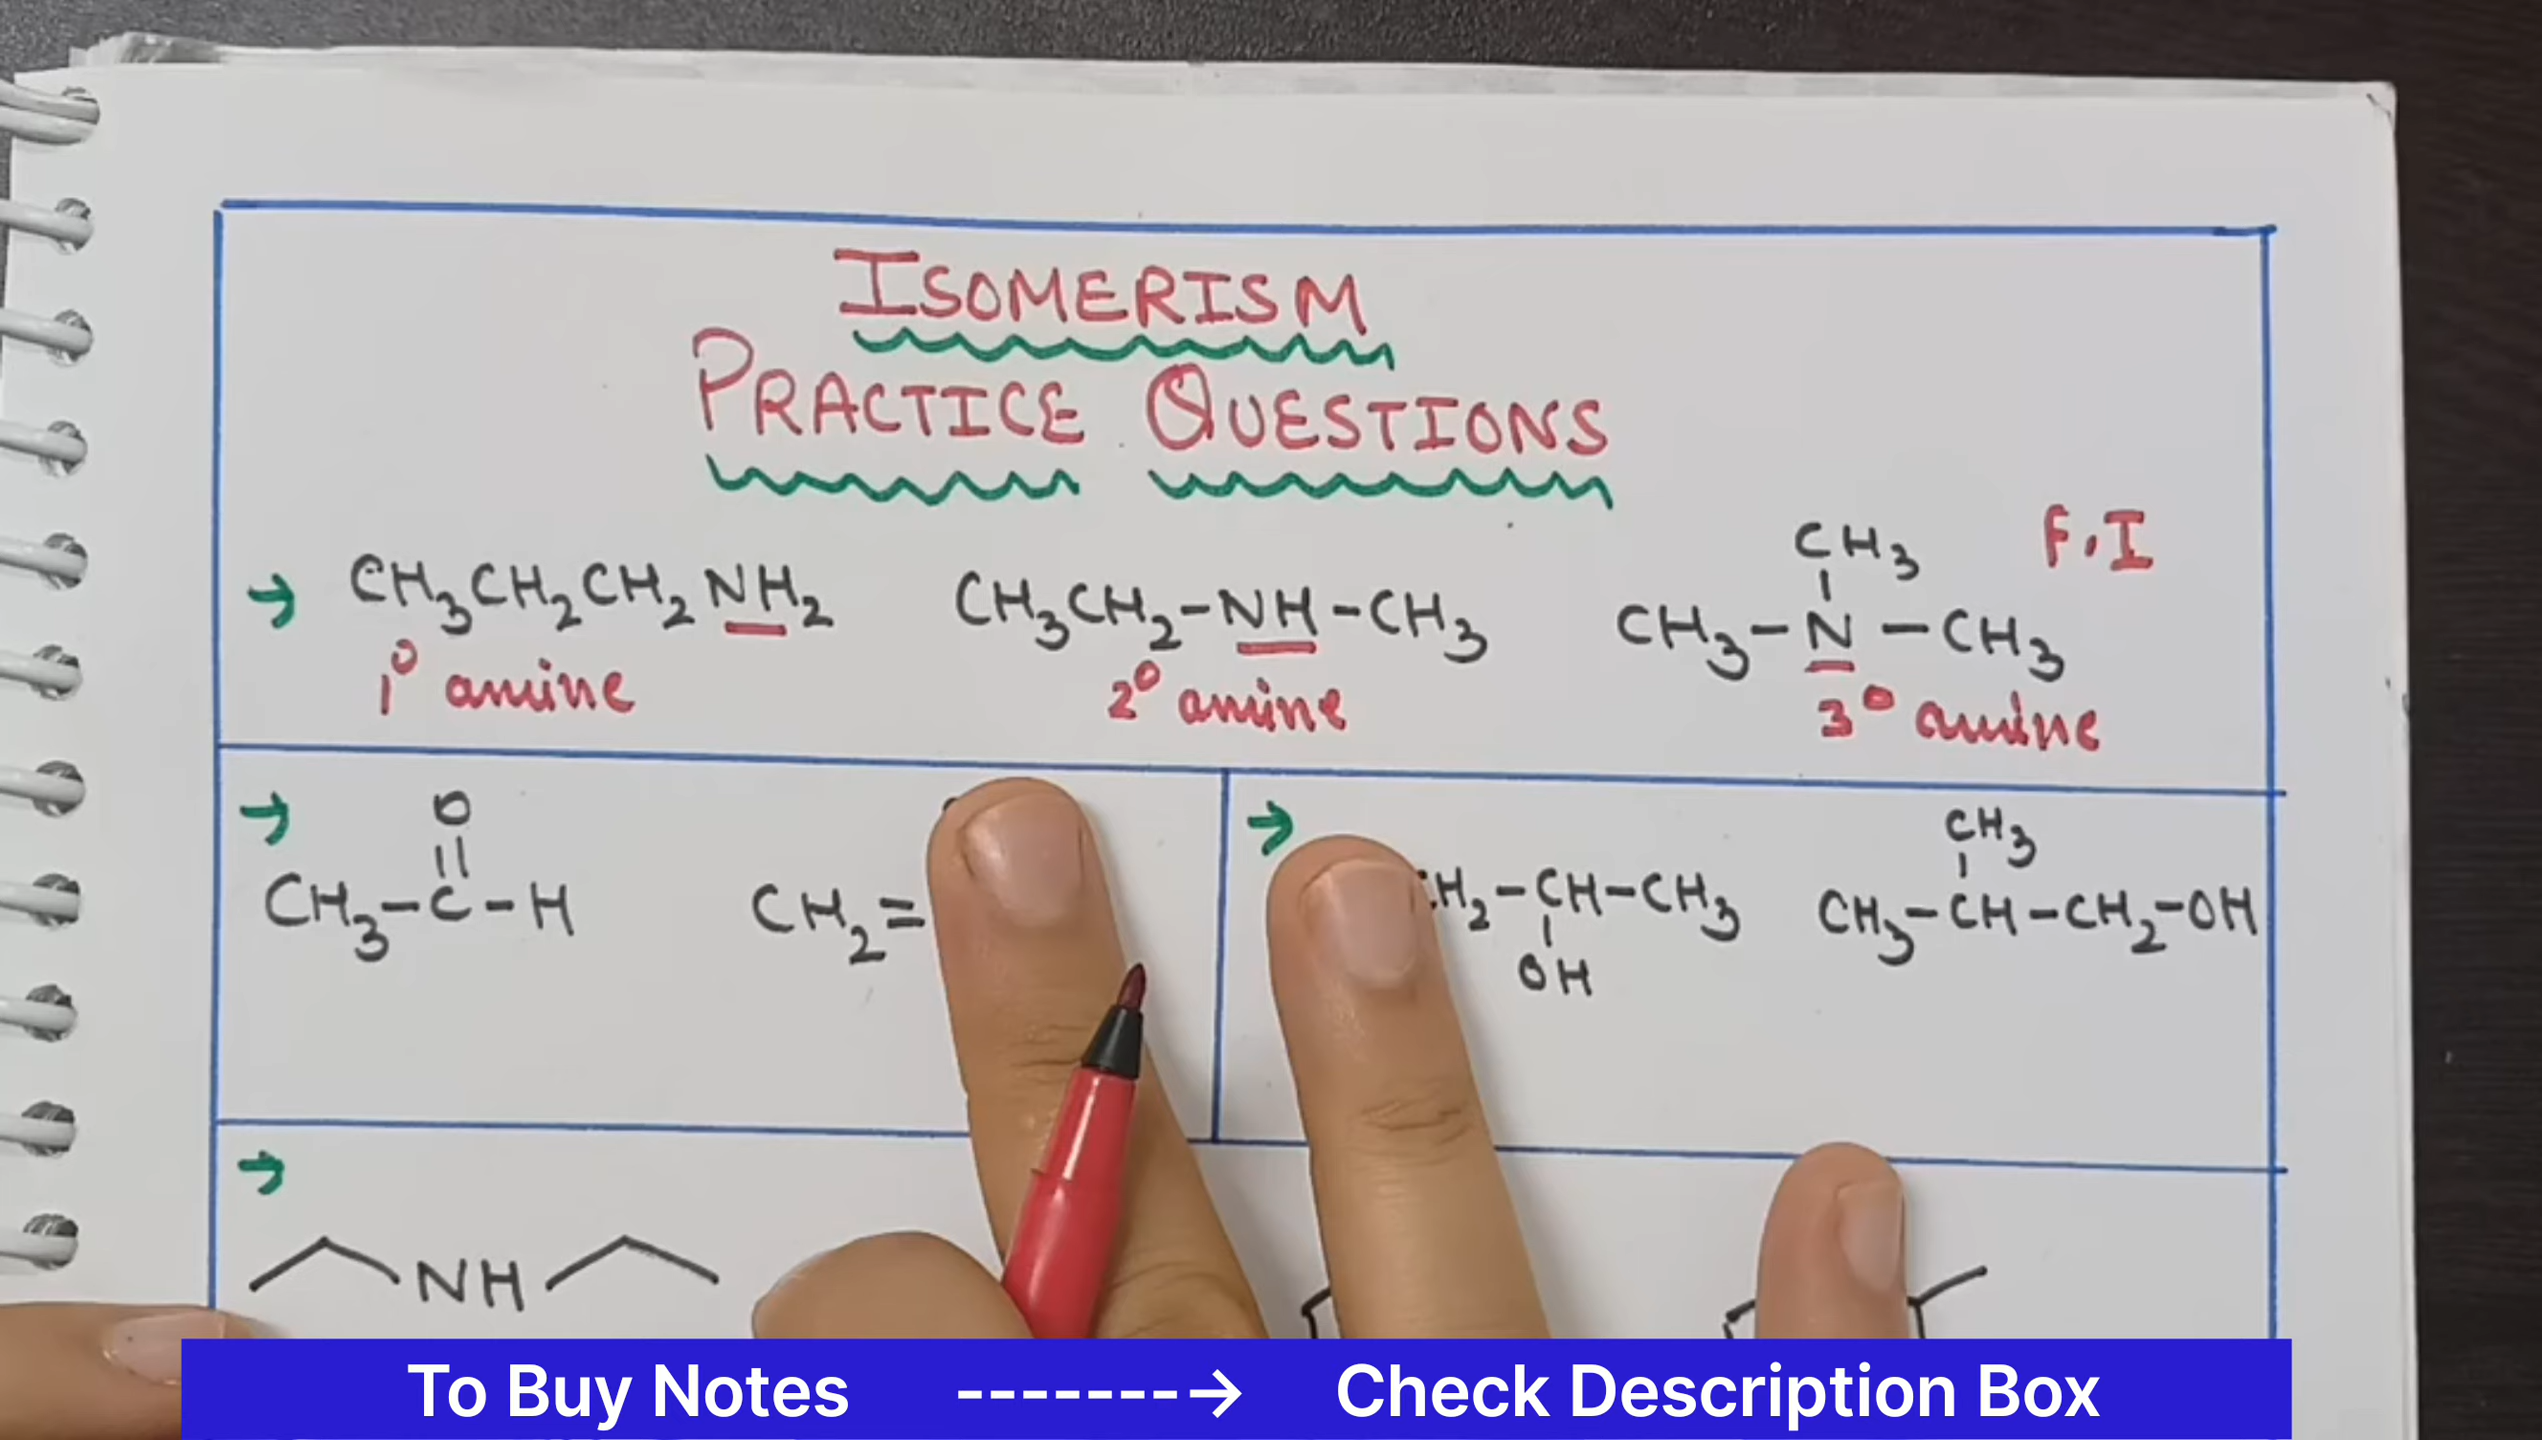 ISOMERISM
PRACTICE QUESTIONS
F.I
CH3
→ CH3CH2CH2NH2 CH3CH2-NH-CH3 CH3-N-CH3
1° amine 2° amine 3° amine
→ O
CH3-C-H CH2=
→ CH3
H2-CH-CH3 CH3-CH-CH2-OH
OH
→
NH
To Buy Notes -------→ Check Description Box